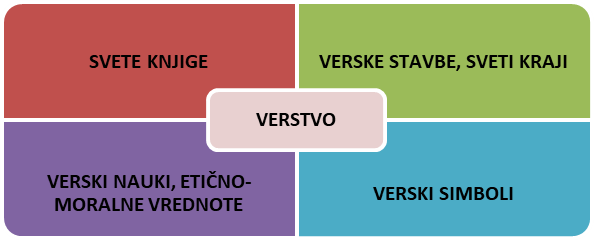 SVETE KNJIGE
VERSKE STAVBE, SVETI KRAJI
VERSTVO
VERSKI NAUKI, ETIČNO-
MORALNE VREDNOTE
VERSKI SIMBOLI